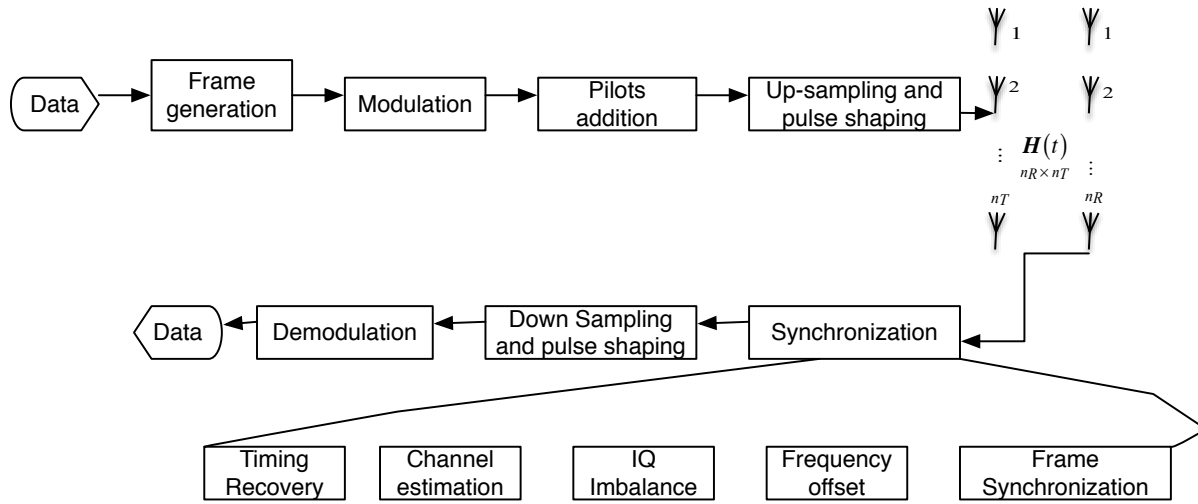 1
1
Data
Frame
generation
Modulation
Pilots
addition
Up-sampling and
pulse shaping
2
2
⋮ H(t) ⋮
nR×nT
nT
nR
Data
Demodulation
Down Sampling
and pulse shaping
Synchronization
Timing
Recovery
Channel
estimation
IQ
Imbalance
Frequency
offset
Frame
Synchronization